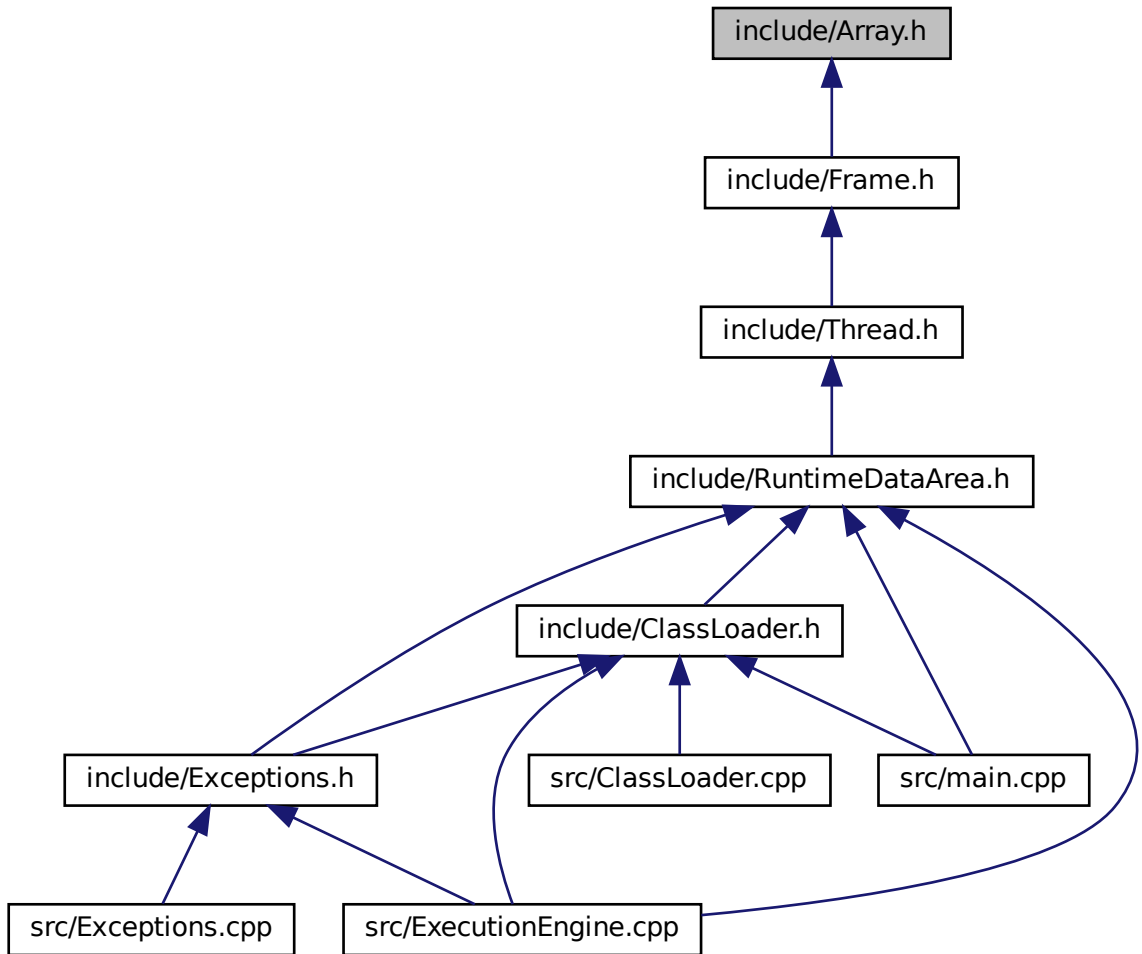 include/Array.h
include/Frame.h
include/Thread.h
include/RuntimeDataArea.h
include/ClassLoader.h
include/Exceptions.h
src/ClassLoader.cpp
src/main.cpp
src/Exceptions.cpp
src/ExecutionEngine.cpp